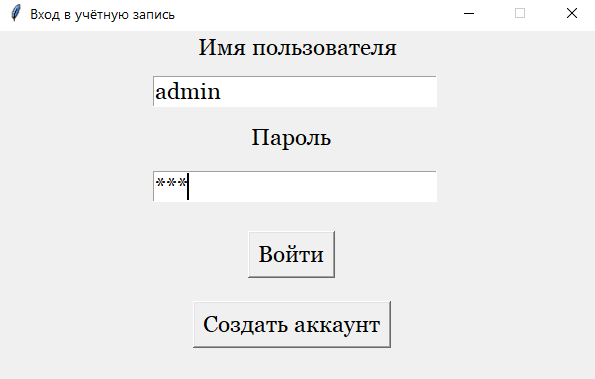 Вход в учётную запись
Имя пользователя
admin
Пароль
***
Войти
Создать аккаунт